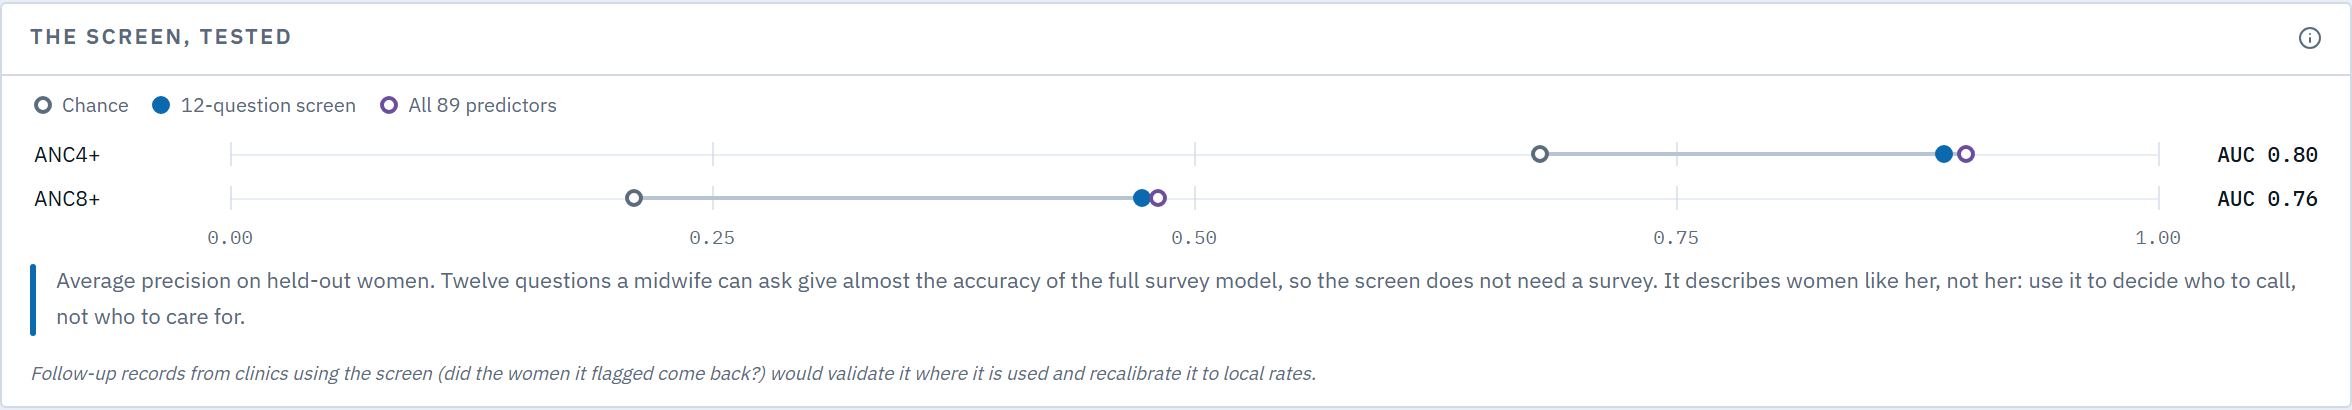 THE SCREEN, TESTED
Chance 12-question screen All 89 predictors
ANC4+ AUC 0.80
ANC8+ AUC 0.76
0.00 0.25 0.50 0.75 1.00
Average precision on held-out women. Twelve questions a midwife can ask give almost the accuracy of the full survey model, so the screen does not need a survey. It describes women like her, not her: use it to decide who to call,
not who to care for.
Follow-up records from clinics using the screen (did the women it flagged come back?) would validate it where it is used and recalibrate it to local rates.